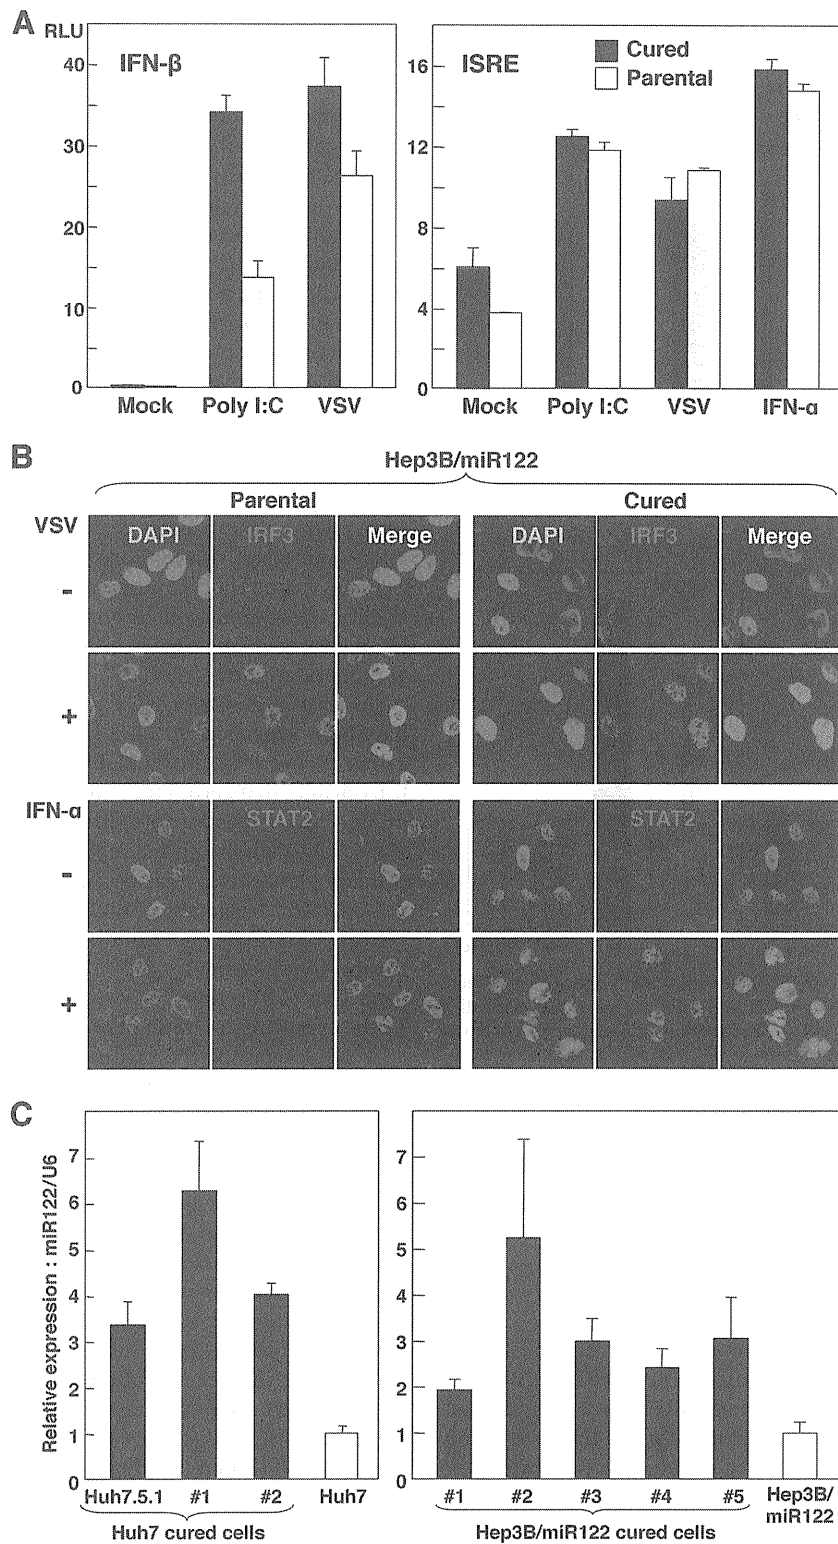 A
RLU
IFN-β
40
30
20
10
0
Mock Poly I:C VSV
ISRE
Cured
Parental
16
12
8
4
0
Mock Poly I:C VSV IFN-α
B
Hep3B/miR122
Parental Cured
VSV
DAPI IRF3 Merge DAPI IRF3 Merge
-
+
IFN-α
STAT2 STAT2
-
+
C
Relative expression : miR122/U6
7
6
5
4
3
2
1
0
Huh7.5.1 #1 #2 Huh7
Huh7 cured cells
7
6
5
4
3
2
1
0
#1 #2 #3 #4 #5 Hep3B/
miR122
Hep3B/miR122 cured cells